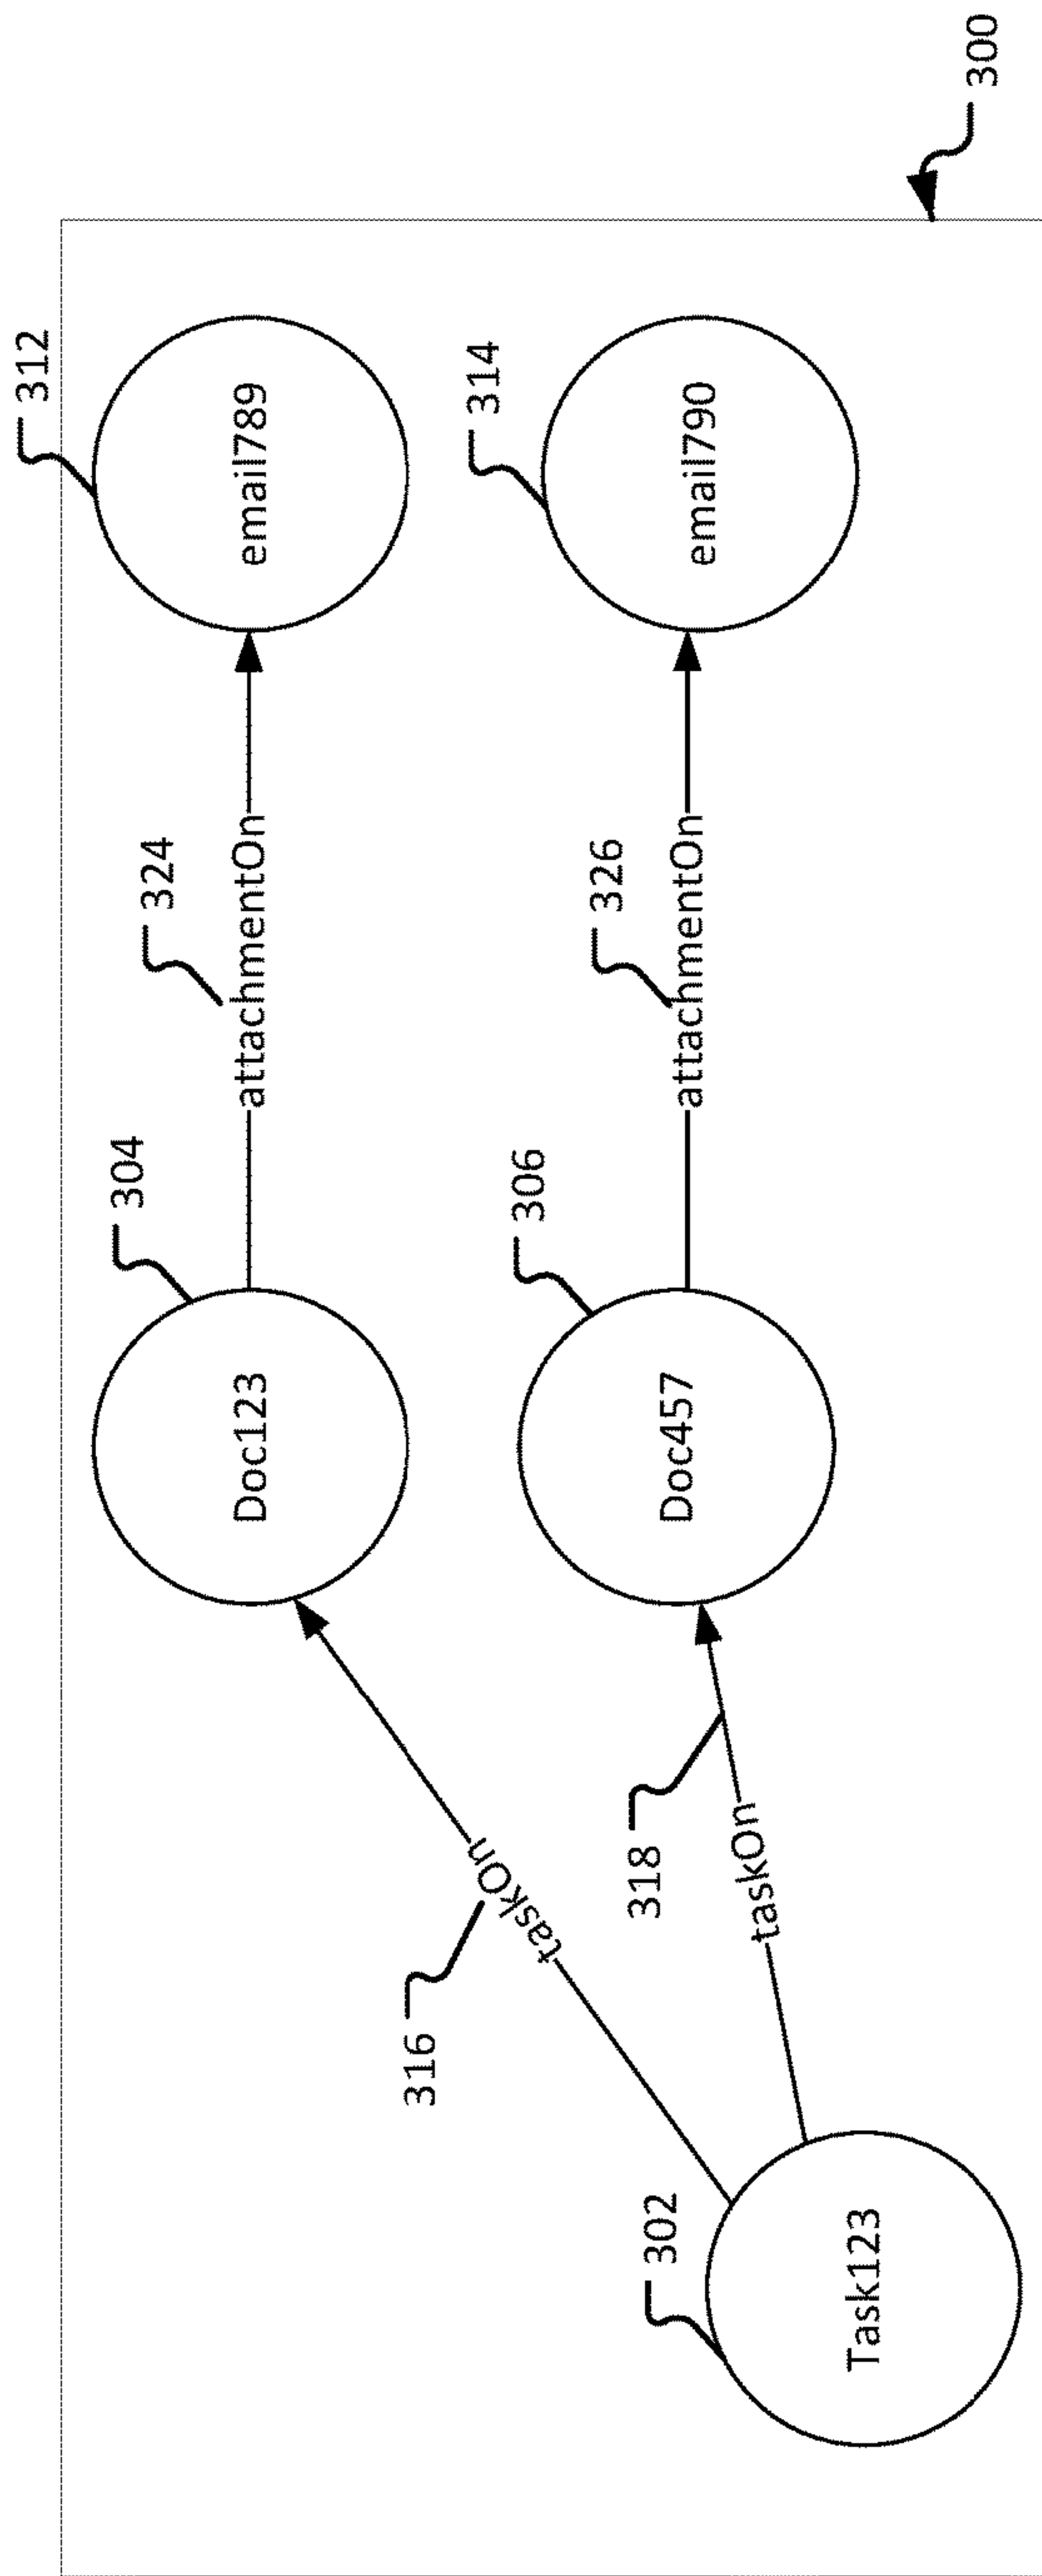 312
email789
324
attachmentOn
304
Doc123
316
taskOn
314
email790
326
attachmentOn
306
Doc457
318
taskOn
302
Task123
300